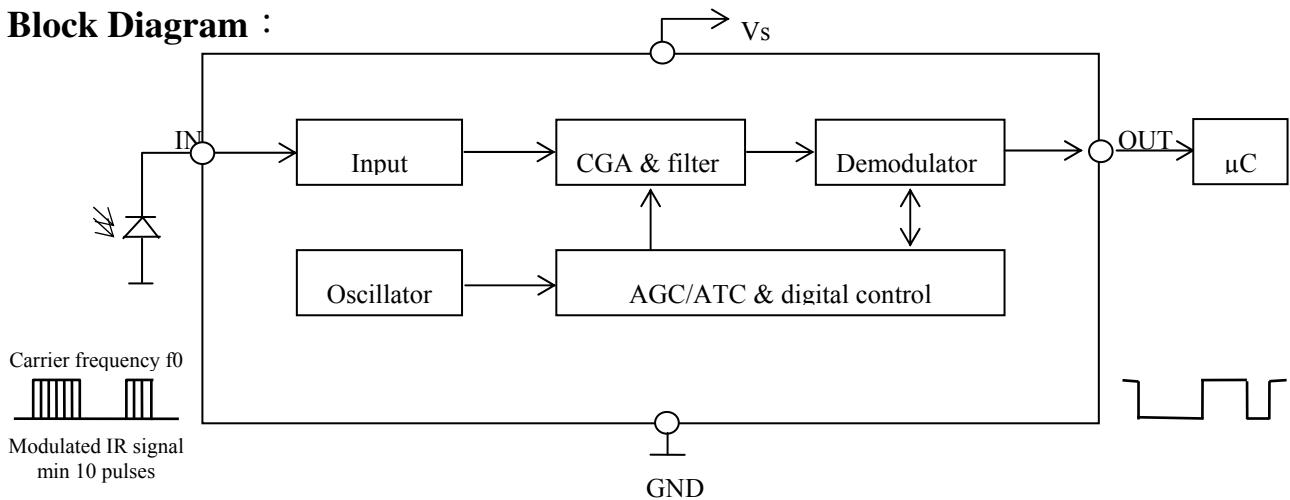 Block Diagram：
Vs
IN
Input
CGA & filter
Demodulator
OUT
µC
Oscillator
AGC/ATC & digital control
Carrier frequency f0
Modulated IR signal
min 10 pulses
GND